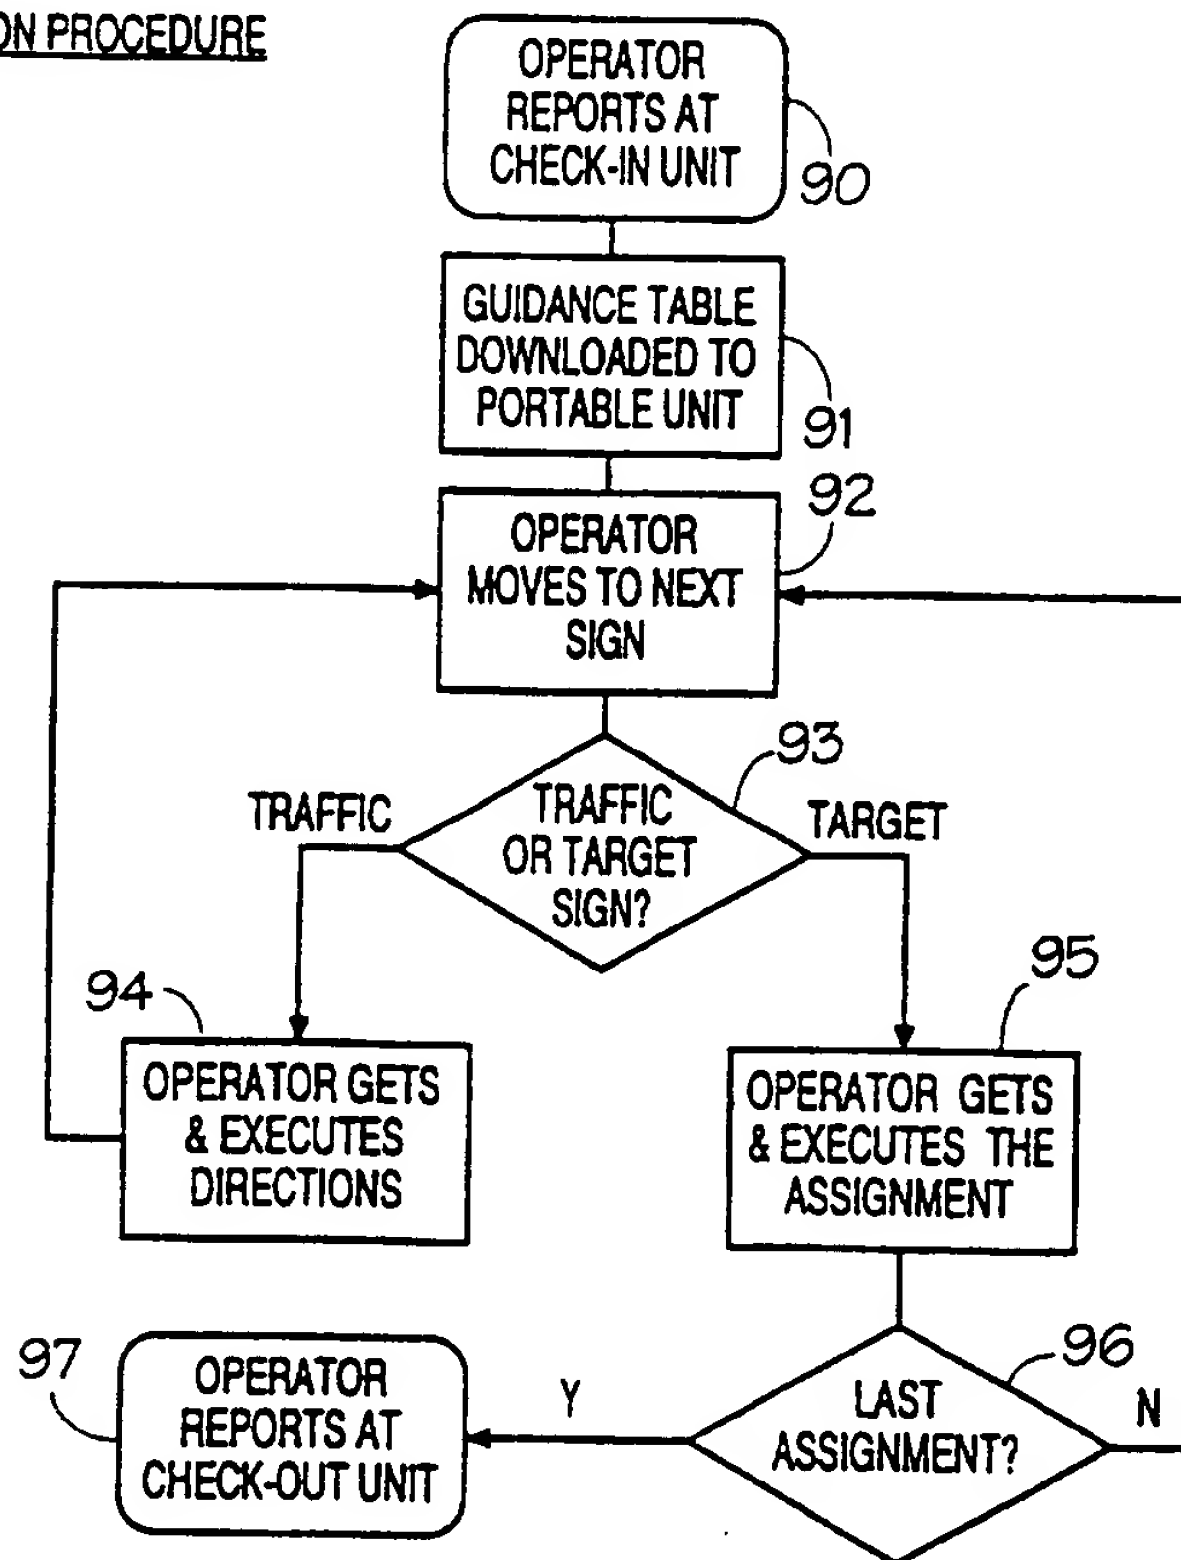 ON PROCEDURE
OPERATOR
REPORTS AT
CHECK-IN UNIT
90
GUIDANCE TABLE
DOWNLOADED TO
PORTABLE UNIT
91
92
OPERATOR
MOVES TO NEXT
SIGN
93
TRAFFIC
TRAFFIC
OR TARGET
SIGN?
TARGET
94
OPERATOR GETS
& EXECUTES
DIRECTIONS
95
OPERATOR GETS
& EXECUTES THE
ASSIGNMENT
97
OPERATOR
REPORTS AT
CHECK-OUT UNIT
Y
96
LAST
ASSIGNMENT?
N